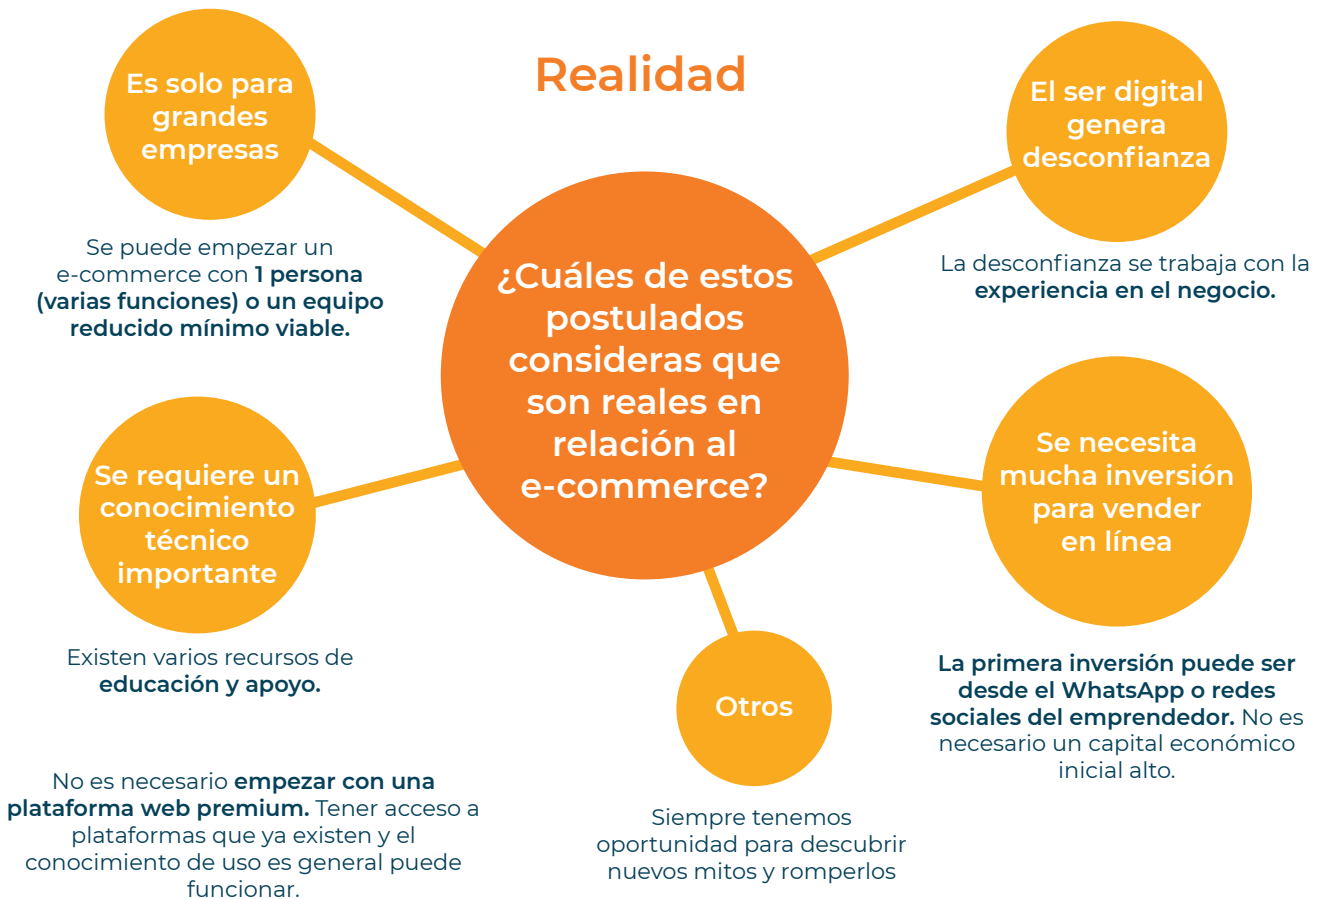 Realidad
Es solo para
grandes
empresas
Se puede empezar un
e-commerce con 1 persona
(varias funciones) o un equipo
reducido mínimo viable.
El ser digital
genera
desconfianza
La desconfianza se trabaja con la
experiencia en el negocio.
¿Cuáles de estos
postulados
consideras que
son reales en
relación al
e-commerce?
Se requiere un
conocimiento
técnico
importante
Existen varios recursos de
educación y apoyo.
No es necesario empezar con una
plataforma web premium. Tener acceso a
plataformas que ya existen y el
conocimiento de uso es general puede
funcionar.
Otros
Siempre tenemos
oportunidad para descubrir
nuevos mitos y romperlos
Se necesita
mucha inversión
para vender
en línea
La primera inversión puede ser
desde el WhatsApp o redes
sociales del emprendedor. No es
necesario un capital económico
inicial alto.